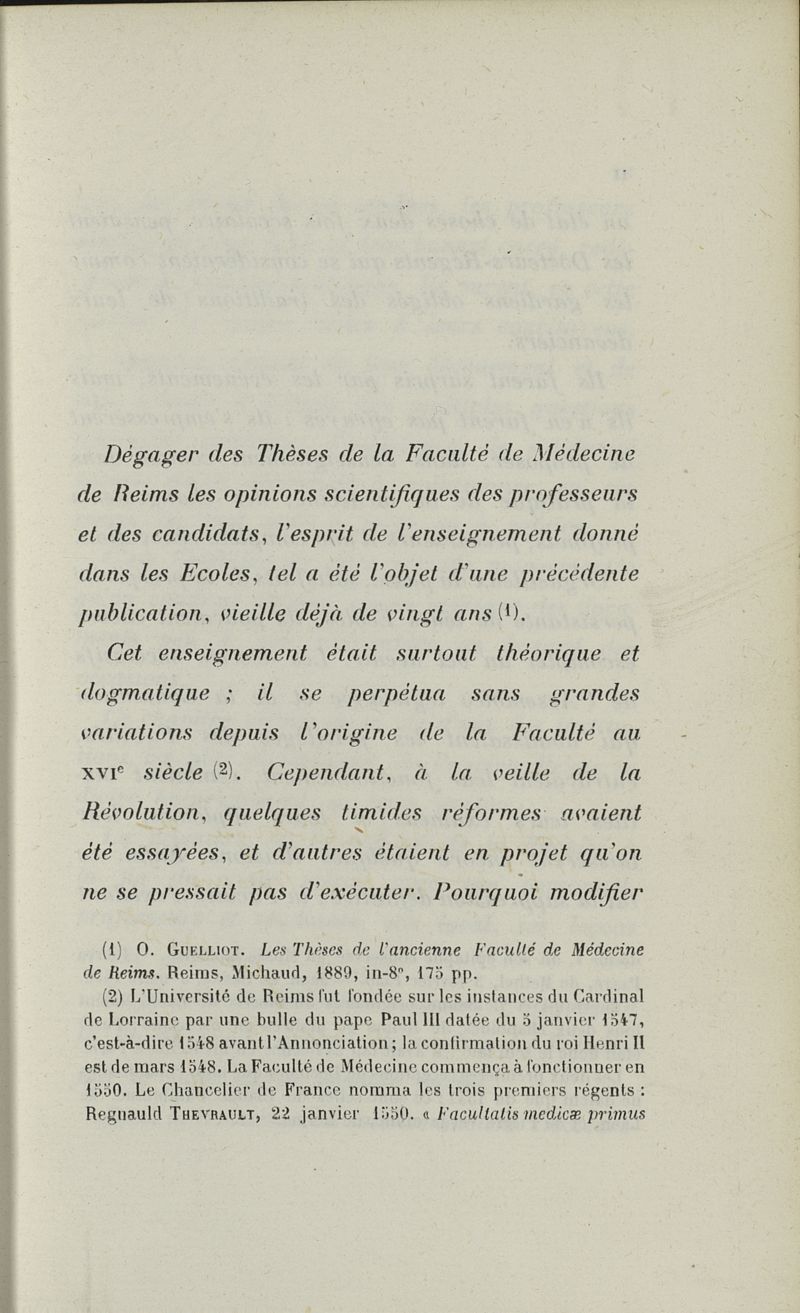 Dégager des Thèses de la Faculté de Médecine
de Reims les opinions scientifiques des professeurs
et des candidats, l'esprit de l'enseignement donné
dans les Ecoles, tel a été l'objet d'une précédente
publication, vieille déjà de vingt ans (1).
Cet enseignement était surtout théorique et
dogmatique ; il se perpétua sans grandes
variations depuis l'origine de la Faculté au
XVIe siècle (2). Cependant, à la veille de la
Révolution, quelques timides réformes avaient
été essayées, et d'autres étaient en projet qu'on
ne se pressait pas d'exécuter. Pourquoi modifier
(1) O. GUELLIOT. Les Thèses de l'ancienne Faculté de Médecine
de Reims. Reims, Michaud, 1889, in-8°, 175 pp.
(2) L'Université de Reims fut fondée sur les instances du Cardinal
de Lorraine par une bulle du pape Paul III datée du 5 janvier 1547,
c'est-à-dire 1548 avant l'Annonciation ; la confirmation du roi Henri II
est de mars 1548. La Faculté de Médecine commença à fonctionner en
1550. Le Chancelier de France nomma les trois premiers régents :
Regnauld THEVRAULT, 22 janvier 1550. « Facultatis medicæ primus